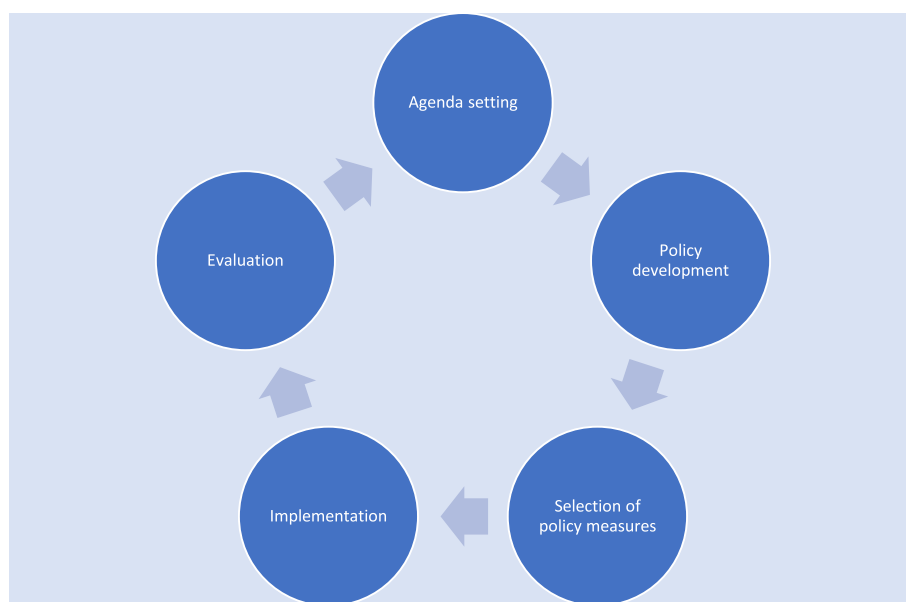 Agenda setting
Policy
development
Selection of
policy measures
Implementation
Evaluation